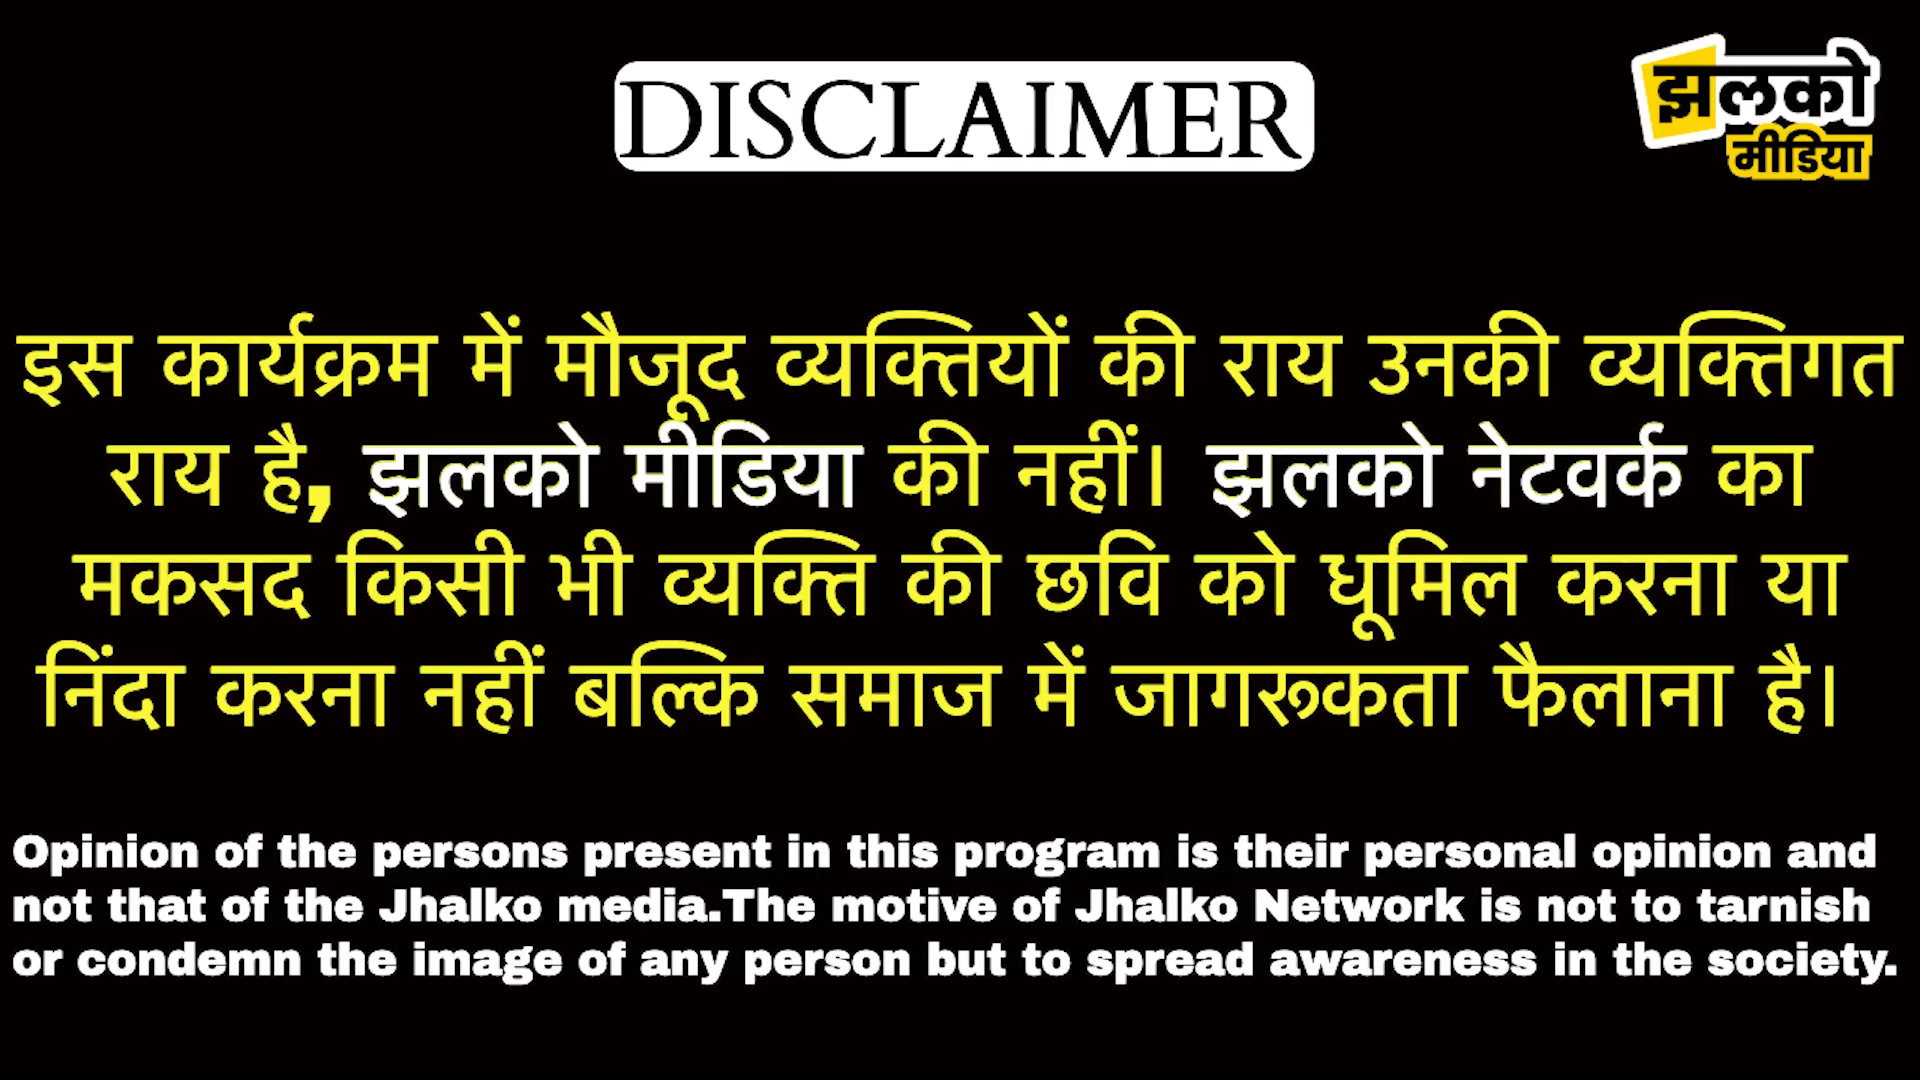 DISCLAIMER
झलको
मीडिया
इस कार्यक्रम में मौजूद व्यक्तियों की राय उनकी व्यक्तिगत
राय है, झलको मीडिया की नहीं। झलको नेटवर्क का
मकसद किसी भी व्यक्ति की छवि को धूमिल करना या
निंदा करना नहीं बल्कि समाज में जागरूकता फैलाना है।
Opinion of the persons present in this program is their personal opinion and
not that of the Jhalko media.The motive of Jhalko Network is not to tarnish
or condemn the image of any person but to spread awareness in the society.